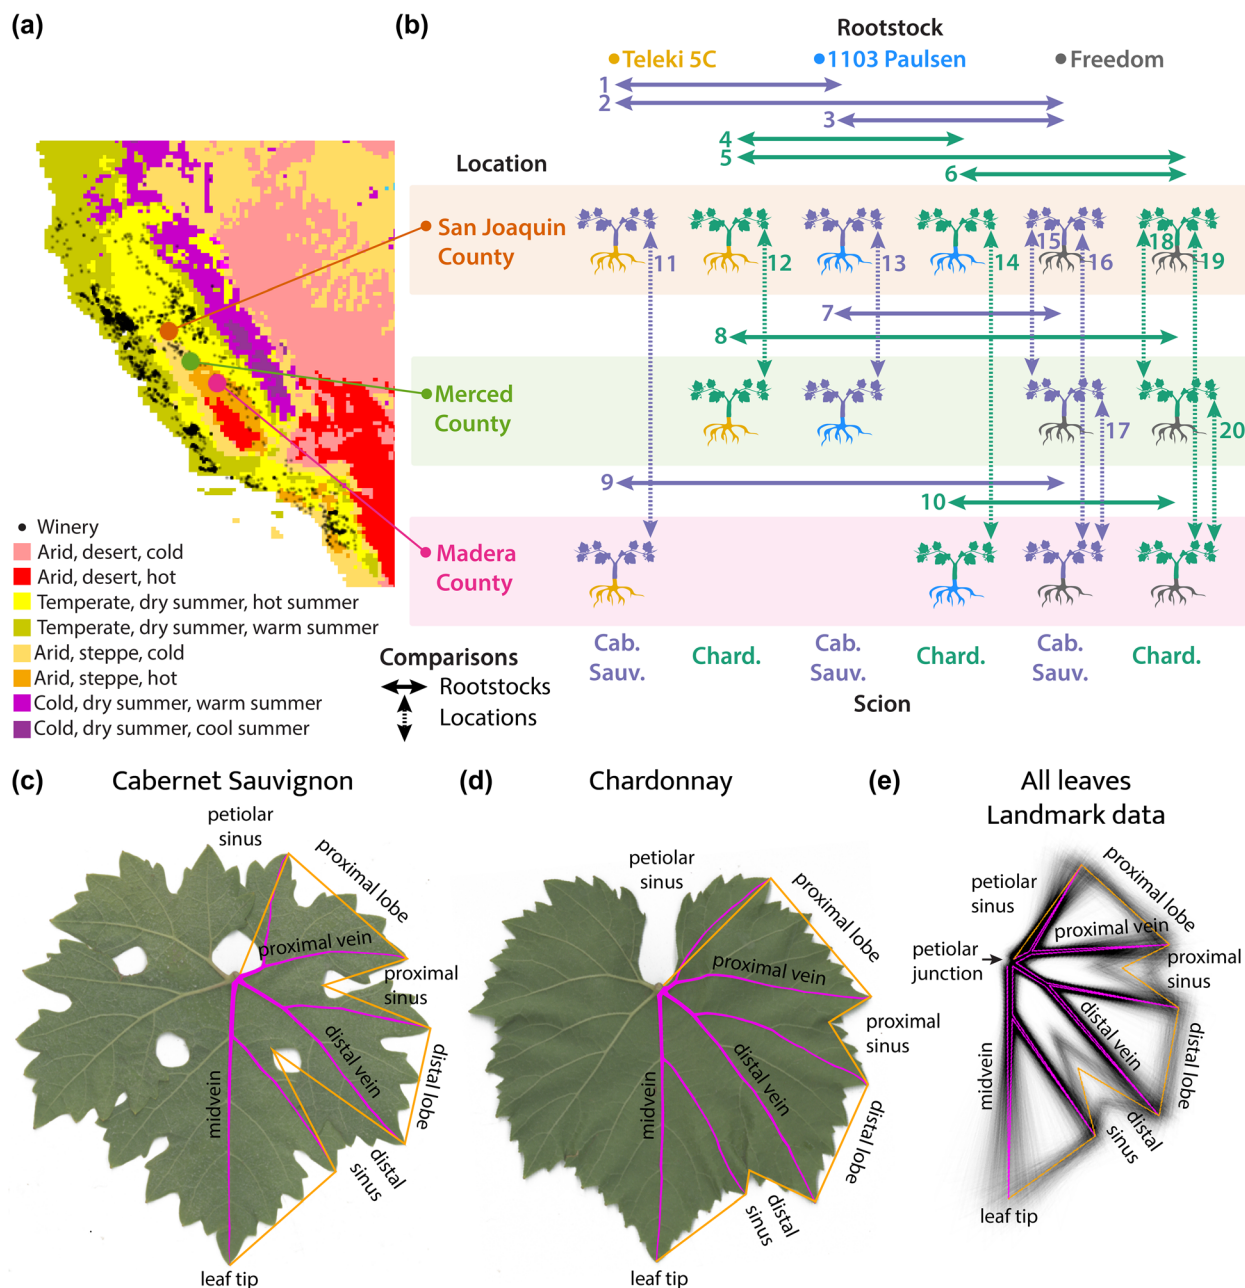 (a)
(b)
Rootstock
Teleki 5C
1103 Paulsen
Freedom
1
2
3
4
5
6
Location
San Joaquin
County
11
12
13
14
15
16
18
19
7
8
Merced
County
17
20
9
10
Madera
County
Cab.
Sauv.
Chard.
Cab.
Sauv.
Chard.
Cab.
Sauv.
Chard.
Scion
Winery
Arid, desert, cold
Arid, desert, hot
Temperate, dry summer, hot summer
Temperate, dry summer, warm summer
Arid, steppe, cold
Arid, steppe, hot
Cold, dry summer, warm summer
Cold, dry summer, cool summer
Comparisons
Rootstocks
Locations
(c)
Cabernet Sauvignon
petiolar
sinus
proximal lobe
proximal vein
proximal
sinus
distal vein
distal lobe
midvein
distal
sinus
leaf tip
(d)
Chardonnay
petiolar
sinus
proximal lobe
proximal vein
proximal
sinus
distal vein
distal lobe
midvein
distal
sinus
leaf tip
(e)
All leaves
Landmark data
petiolar
sinus
proximal lobe
proximal vein
petiolar
junction
proximal
sinus
distal vein
distal lobe
midvein
distal
sinus
leaf tip